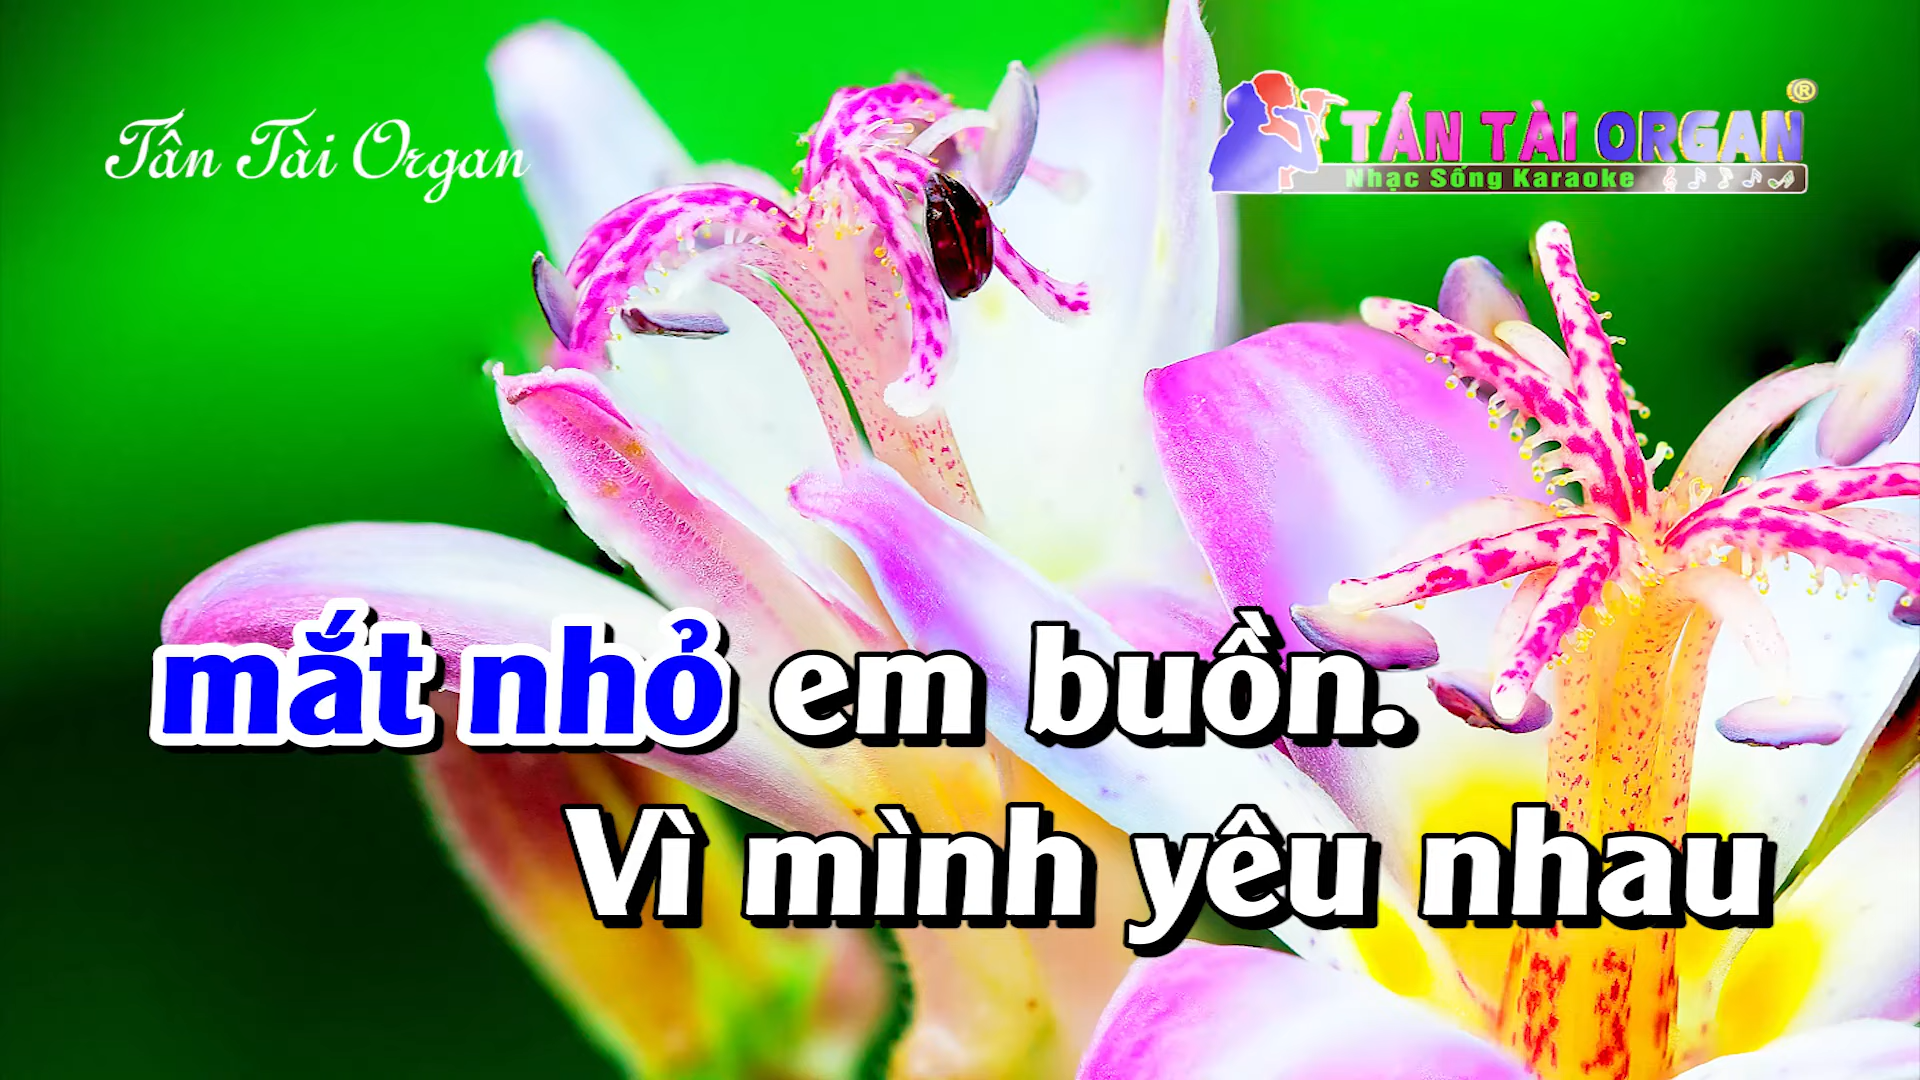 Tấn Tài Organ
TẤN TÀI ORGAN ®
Nhạc Sống Karaoke
mắt nhỏ em buồn.
Vì mình yêu nhau